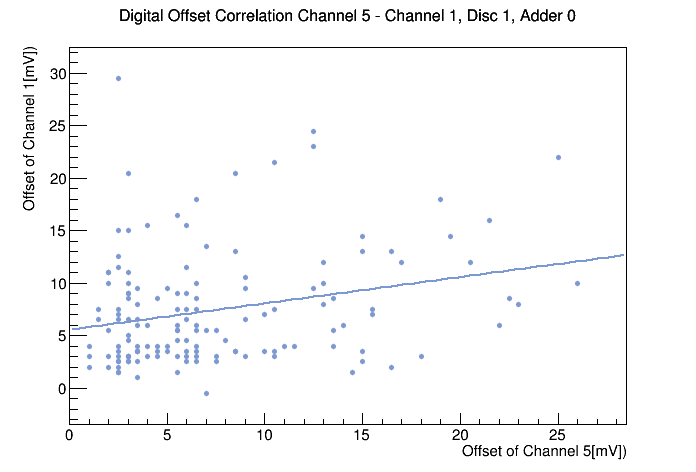 Digital Offset Correlation Channel 5 - Channel 1, Disc 1, Adder 0
Offset of Channel 1[mV])
30
25
20
15
10
5
0
0 5 10 15 20 25
Offset of Channel 5[mV])